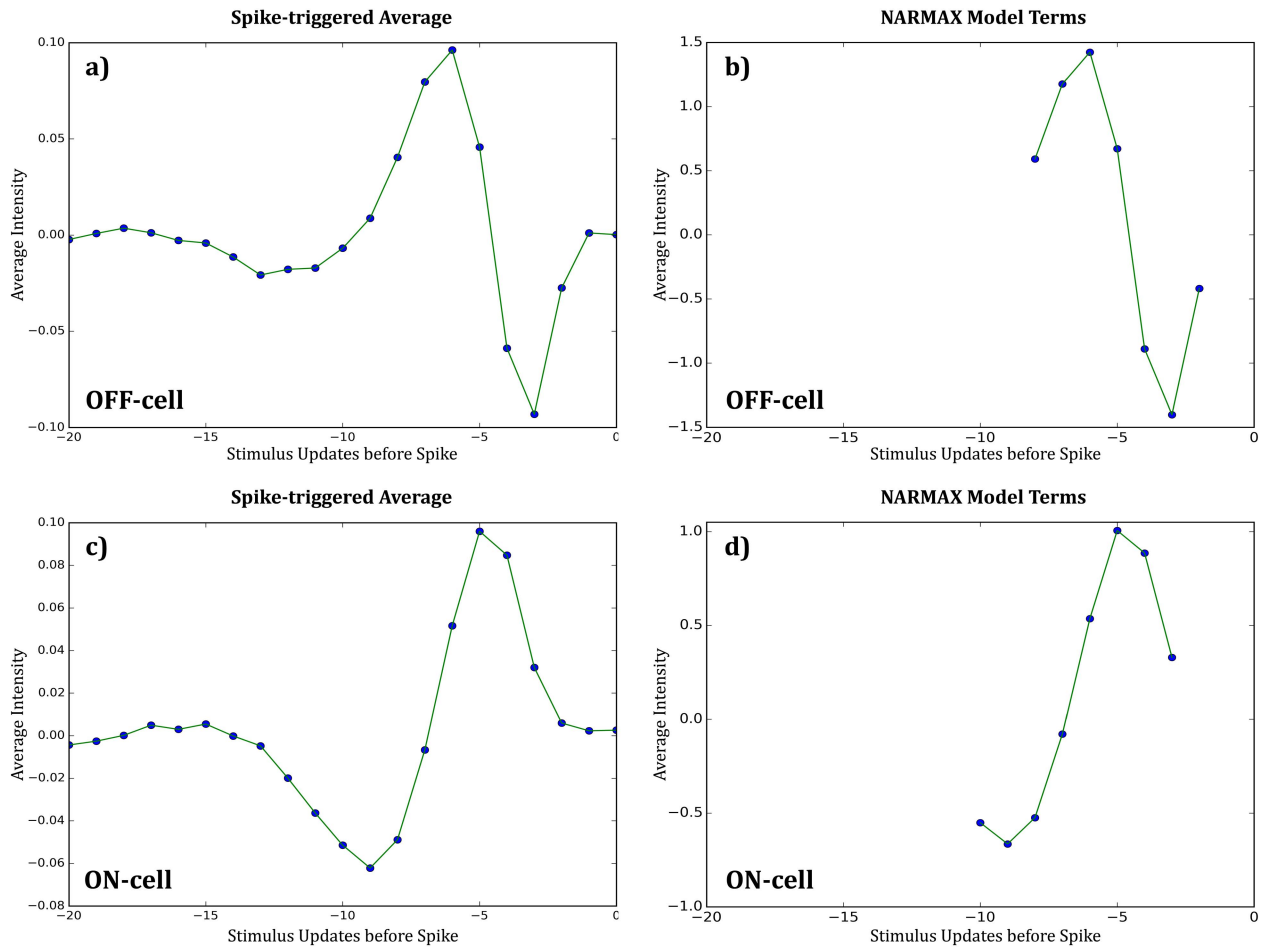 Spike-triggered Average
a)
0.10
0.05
0.00
−0.05
−0.10
Average Intensity
OFF-cell
−20 −15 −10 −5 0
Stimulus Updates before Spike
NARMAX Model Terms
b)
1.5
1.0
0.5
0.0
−0.5
−1.0
−1.5
Average Intensity
OFF-cell
−20 −15 −10 −5 0
Stimulus Updates before Spike
Spike-triggered Average
c)
0.10
0.08
0.06
0.04
0.02
0.00
−0.02
−0.04
−0.06
−0.08
Average Intensity
ON-cell
−20 −15 −10 −5 0
Stimulus Updates before Spike
NARMAX Model Terms
d)
1.0
0.5
0.0
−0.5
−1.0
Average Intensity
ON-cell
−20 −15 −10 −5 0
Stimulus Updates before Spike